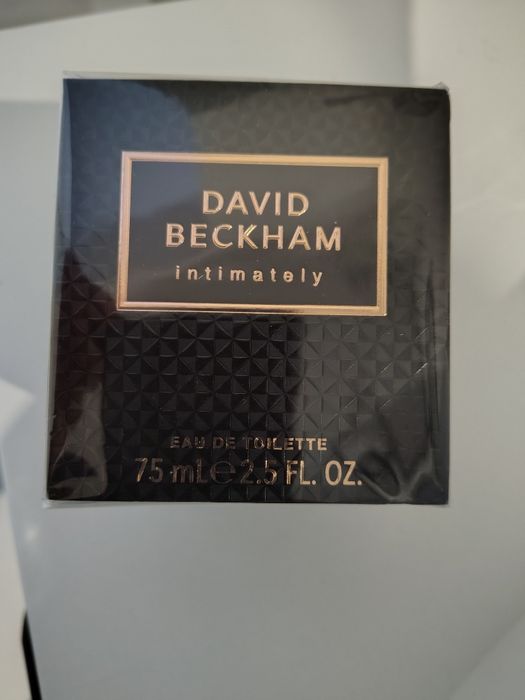 DAVID
BECKHAM
intimately
EAU DE TOILETTE
75 mL e 2.5 FL. OZ.